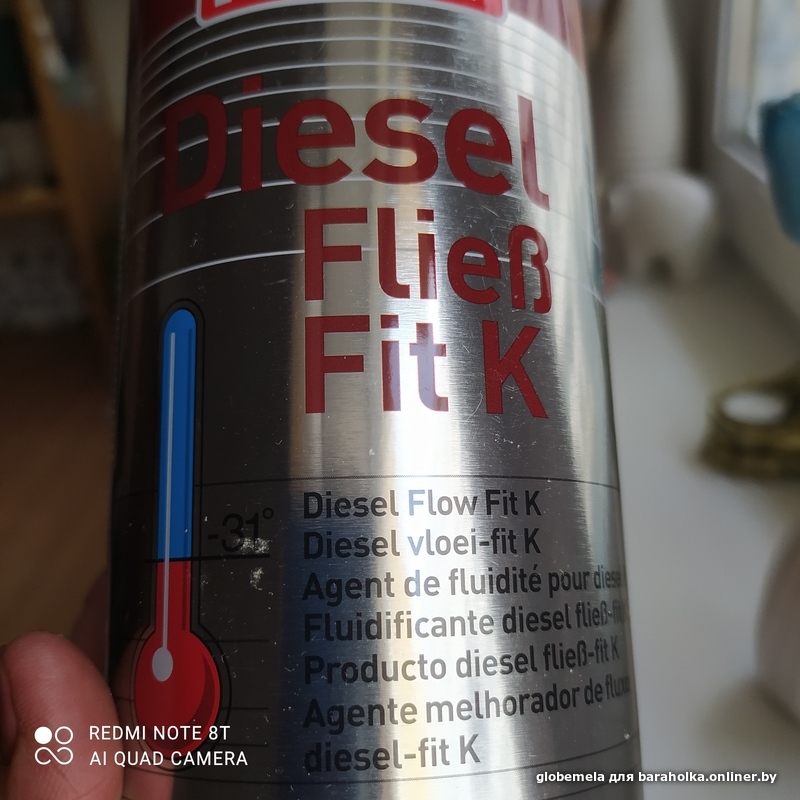 Diesel
Fließ
Fit K
-31°
Diesel Flow Fit K
Diesel vloei-fit K
Agent de fluidité pour
Fluidificante diesel
Producto diesel fließ-fit K
Agente melhorador de
diesel-fit K
REDMI NOTE 8T
AI QUAD CAMERA
globemela для baraholka.onliner.by